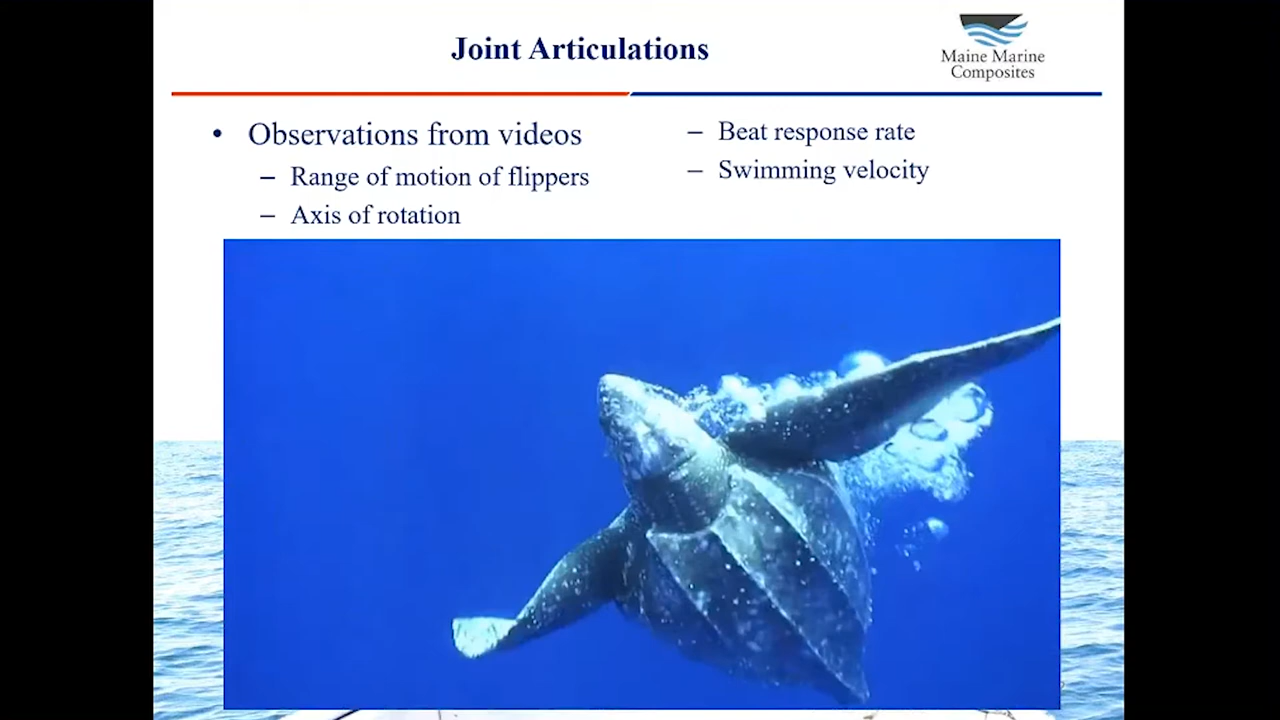 Joint Articulations
Maine Marine
Composites
• Observations from videos
– Range of motion of flippers
– Axis of rotation
– Beat response rate
– Swimming velocity